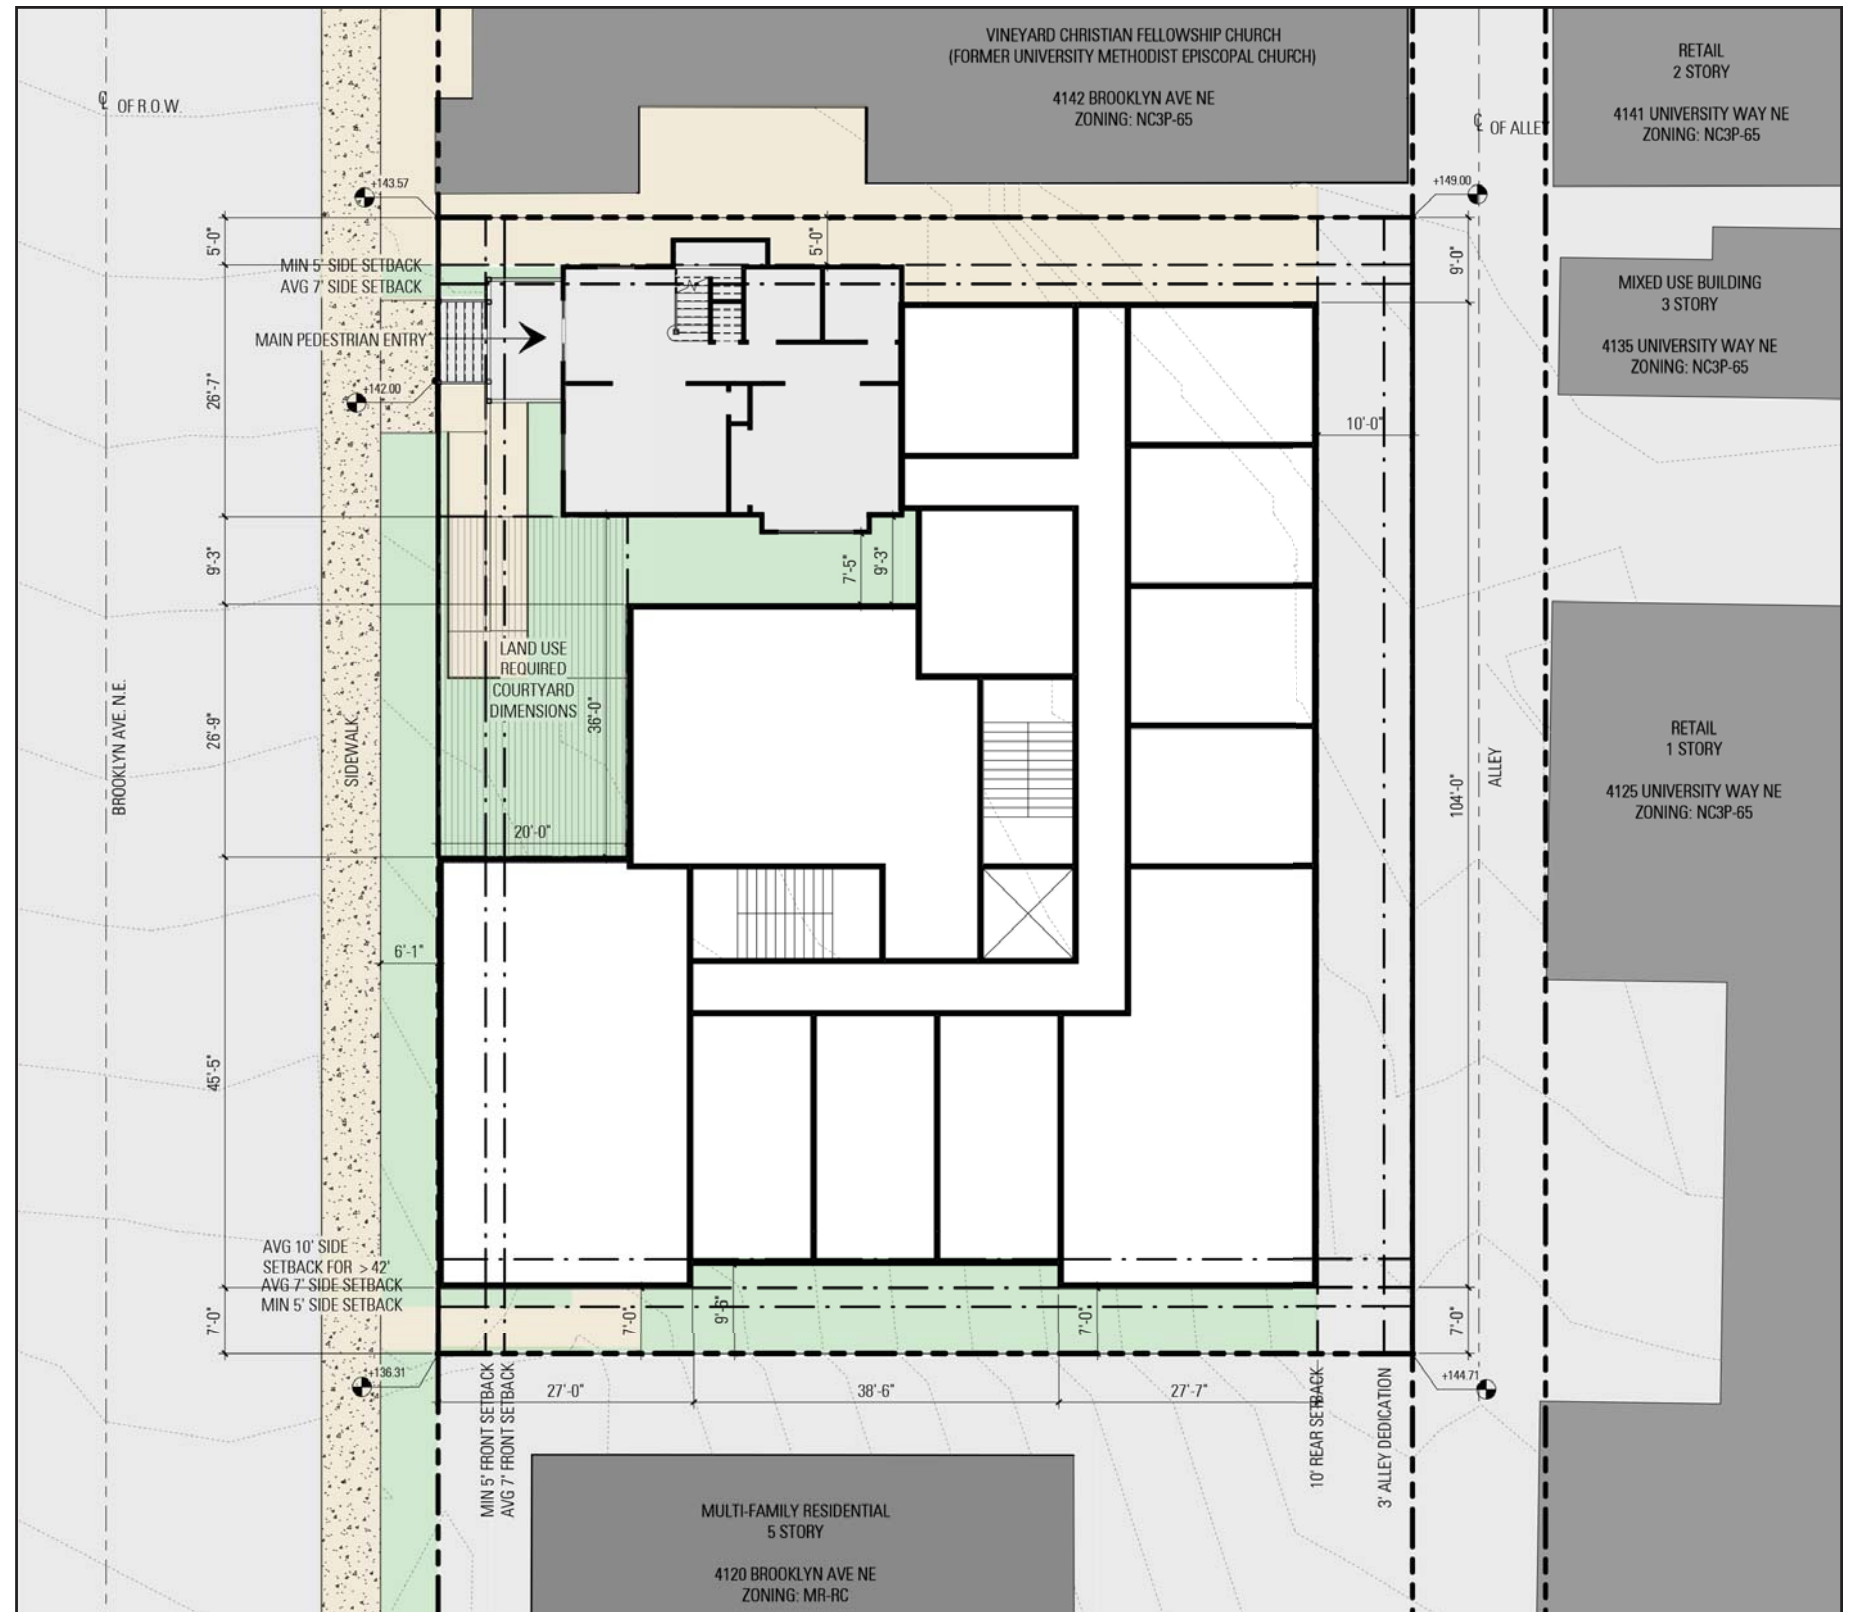 VINEYARD CHRISTIAN FELLOWSHIP CHURCH
(FORMER UNIVERSITY METHODIST EPISCOPAL CHURCH)
4142 BROOKLYN AVE NE
ZONING: NC3P-65
RETAIL
2 STORY
4141 UNIVERSITY WAY NE
ZONING: NC3P-65
℄ OF R.O.W.
℄ OF ALLEY
+143.57
+149.00
5'-0"
5'-0"
9'-0"
MIN 5' SIDE SETBACK
AVG 7' SIDE SETBACK
MAIN PEDESTRIAN ENTRY
+142.00
26'-7"
MIXED USE BUILDING
3 STORY
4135 UNIVERSITY WAY NE
ZONING: NC3P-65
10'-0"
9'-3"
7'-5"
9'-3"
LAND USE
REQUIRED
COURTYARD
DIMENSIONS
36'-0"
20'-0"
26'-9"
BROOKLYN AVE. N.E.
SIDEWALK
ALLEY
104'-0"
RETAIL
1 STORY
4125 UNIVERSITY WAY NE
ZONING: NC3P-65
6'-1"
45'-5"
AVG 10' SIDE
SETBACK FOR >42'
AVG 7' SIDE SETBACK
MIN 5' SIDE SETBACK
7'-0"
7'-0"
9'-6"
7'-0"
7'-0"
+136.31
+144.71
27'-0"
38'-6"
27'-7"
MIN 5' FRONT SETBACK
AVG 7' FRONT SETBACK
10' REAR SETBACK
3' ALLEY DEDICATION
MULTI-FAMILY RESIDENTIAL
5 STORY
4120 BROOKLYN AVE NE
ZONING: MR-RC